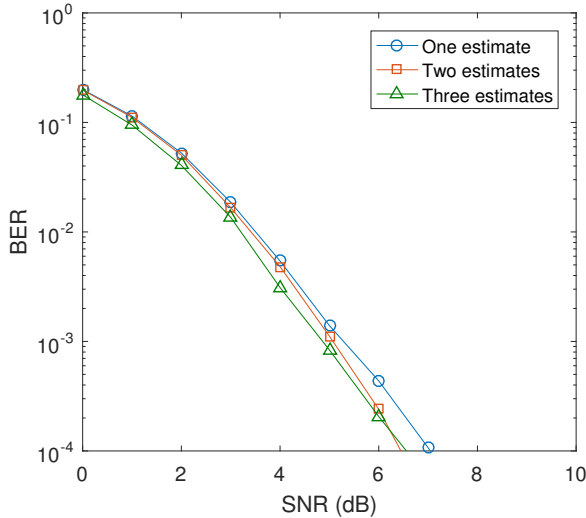 10^0
One estimate
Two estimates
Three estimates
10^-1
BER
10^-2
10^-3
10^-4
0 2 4 6 8 10
SNR (dB)